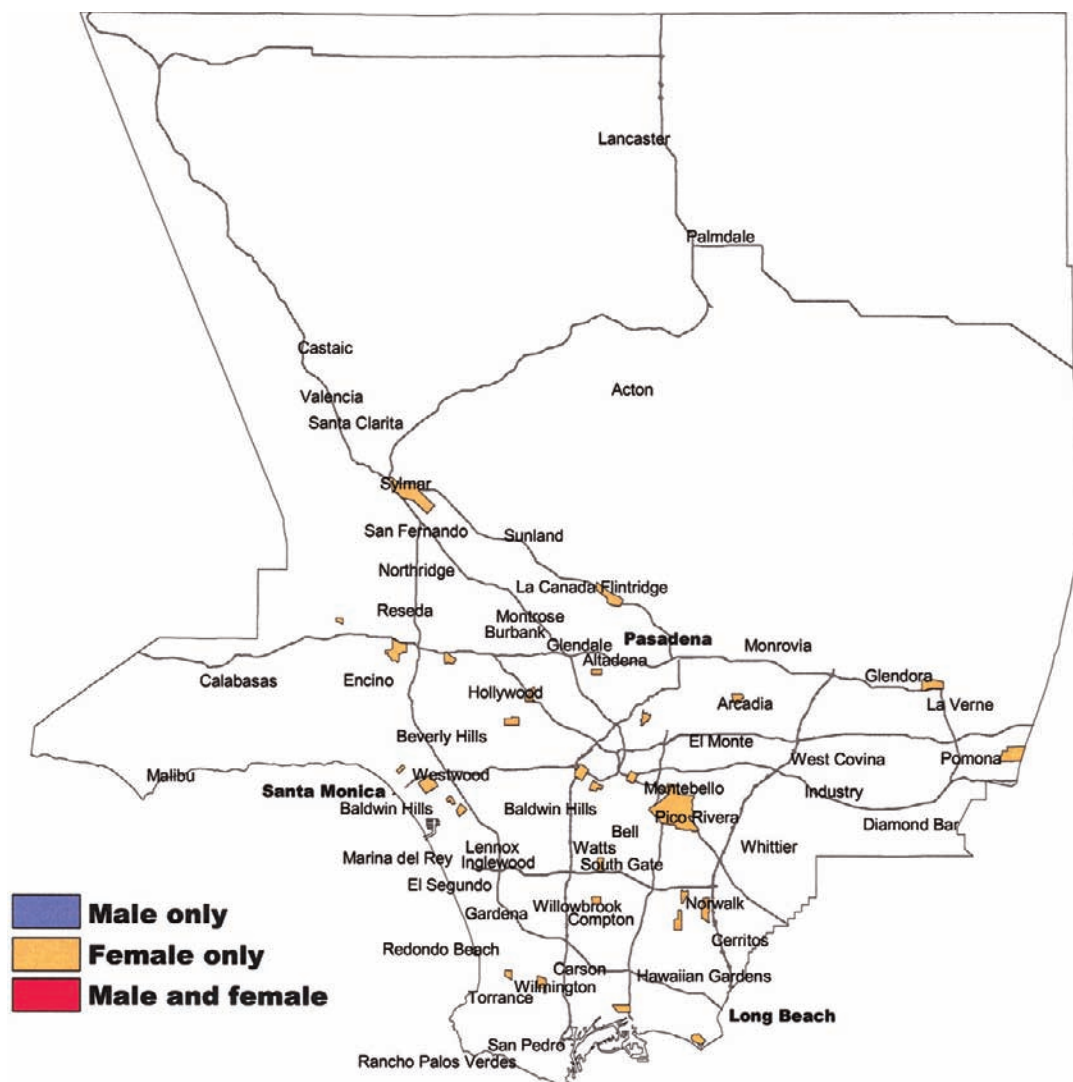 Lancaster
Palmdale
Castaic
Acton
Valencia
Santa Clarita
Sylmar
San Fernando
Sunland
Northridge
La Canada Flintridge
Reseda
Montrose
Burbank
Pasadena
Glendale
Monrovia
Altadena
Calabasas
Encino
Glendora
Hollywood
Arcadia
La Verne
Beverly Hills
El Monte
West Covina
Pomona
Malibu
Westwood
Santa Monica
Montebello
Industry
Baldwin Hills
Baldwin Hills
Pico Rivera
Diamond Bar
Bell
Marina del Rey
Lennox
Watts
Whittier
Inglewood
South Gate
El Segundo
Gardena
Willowbrook
Norwalk
Compton
Redondo Beach
Cerritos
Carson
Hawaiian Gardens
Wilmington
Torrance
Long Beach
San Pedro
Rancho Palos Verdes
Male only
Female only
Male and female